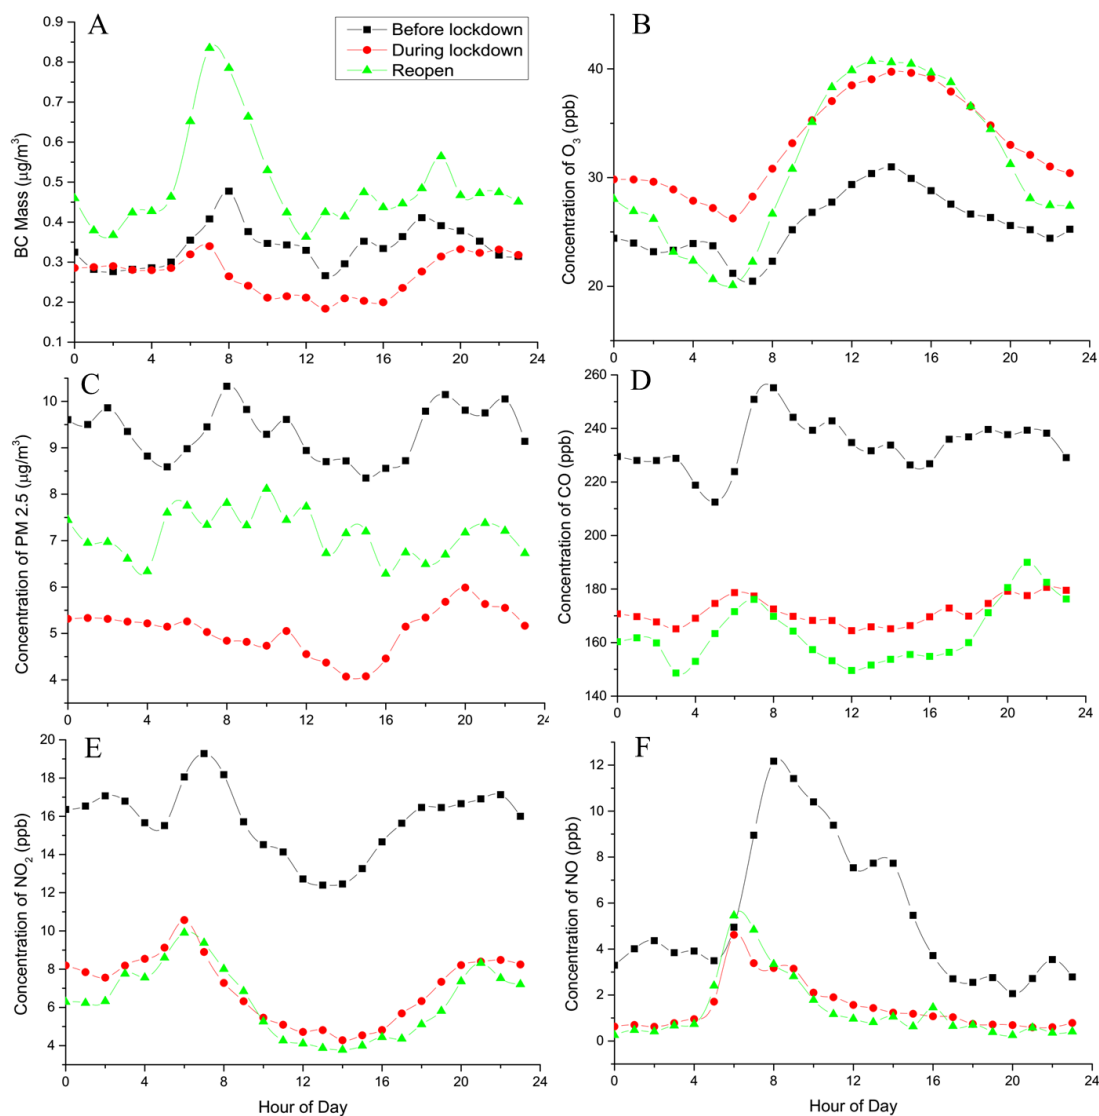 A
Before lockdown
During lockdown
Reopen
BC Mass (μg/m³)
0.9
0.8
0.7
0.6
0.5
0.4
0.3
0.2
0.1
0 4 8 12 16 20 24
B
Concentration of O₃ (ppb)
40
30
20
0 4 8 12 16 20 24
C
Concentration of PM 2.5 (μg/m³)
10
9
8
7
6
5
4
0 4 8 12 16 20 24
D
Concentration of CO (ppb)
260
240
220
200
180
160
140
0 4 8 12 16 20 24
E
Concentration of NO₂ (ppb)
20
18
16
14
12
10
8
6
4
0 4 8 12 16 20 24
Hour of Day
F
Concentration of NO (ppb)
12
10
8
6
4
2
0
0 4 8 12 16 20 24
Hour of Day